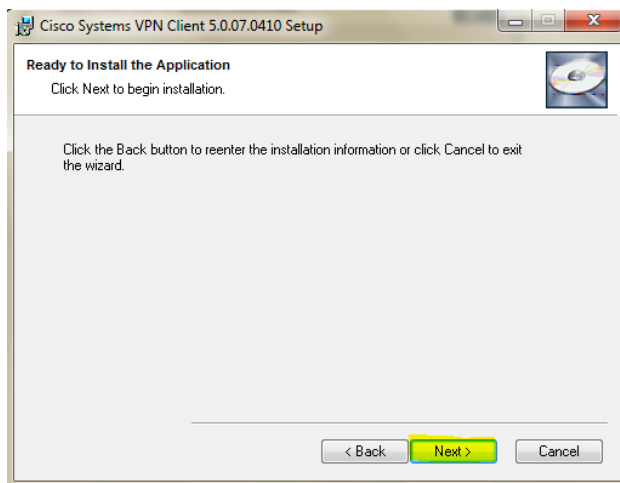 Cisco Systems VPN Client 5.0.07.0410 Setup
Ready to Install the Application
Click Next to begin installation.
Click the Back button to reenter the installation information or click Cancel to exit
the wizard.
< Back Next > Cancel